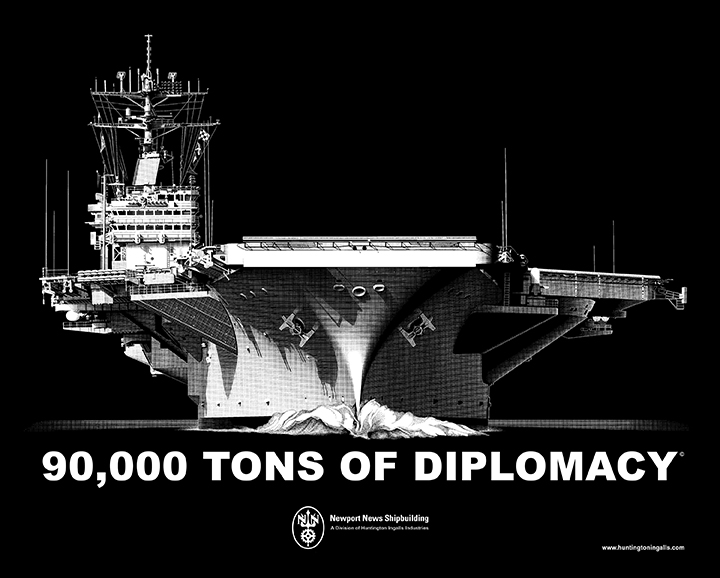 90,000 TONS OF DIPLOMACY©
Newport News Shipbuilding
A Division of Huntington Ingalls Industries
www.huntingtoningalls.com